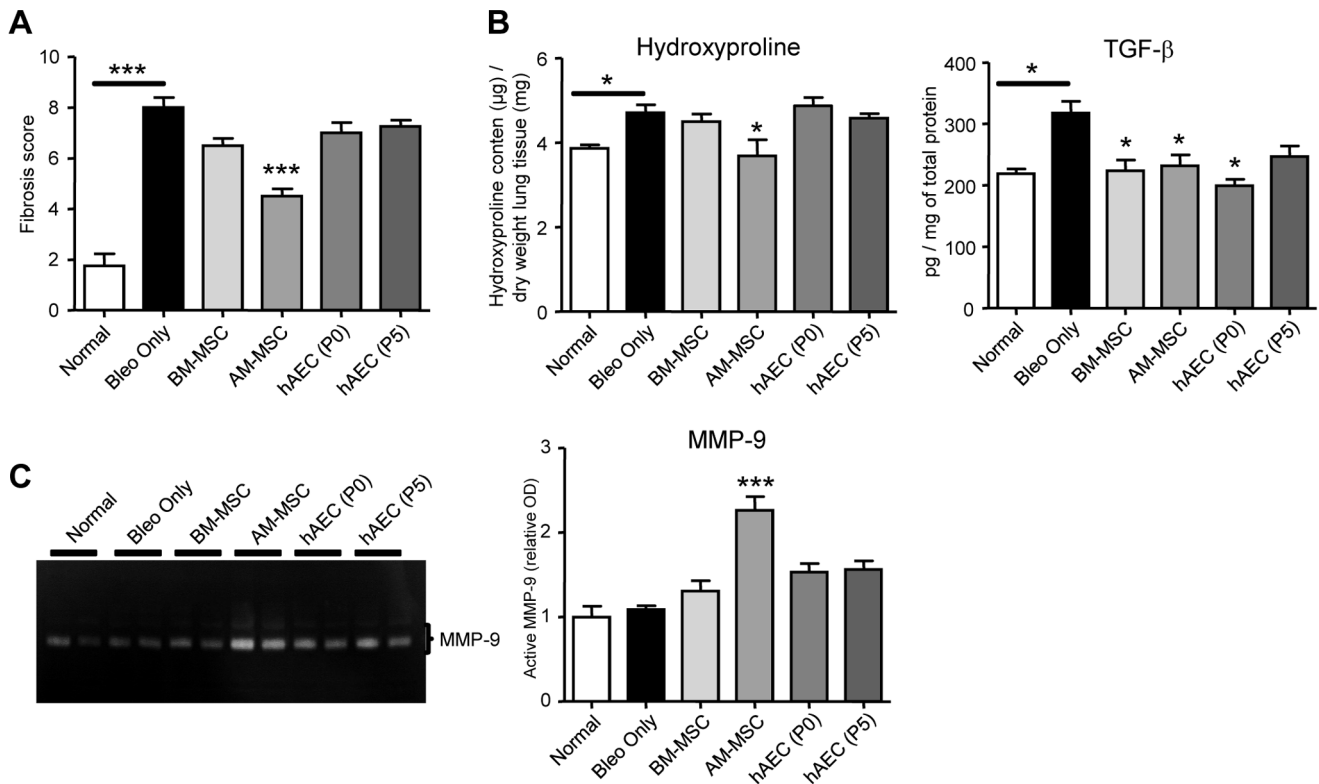 A
***
Fibrosis score
10
8
6
4
2
0
***
Normal
Bleo Only
BM-MSC
AM-MSC
hAEC (P0)
hAEC (P5)
B
Hydroxyproline
Hydroxyproline conten (µg) /
dry weight lung tissue (mg)
6
4
2
0
*
*
Normal
Bleo Only
BM-MSC
AM-MSC
hAEC (P0)
hAEC (P5)
TGF-β
pg / mg of total protein
400
300
200
100
0
*
* * *
Normal
Bleo Only
BM-MSC
AM-MSC
hAEC (P0)
hAEC (P5)
C
Normal
Bleo Only
BM-MSC
AM-MSC
hAEC (P0)
hAEC (P5)
MMP-9
MMP-9
Active MMP-9 (relative OD)
3
2
1
0
***
Normal
Bleo Only
BM-MSC
AM-MSC
hAEC (P0)
hAEC (P5)